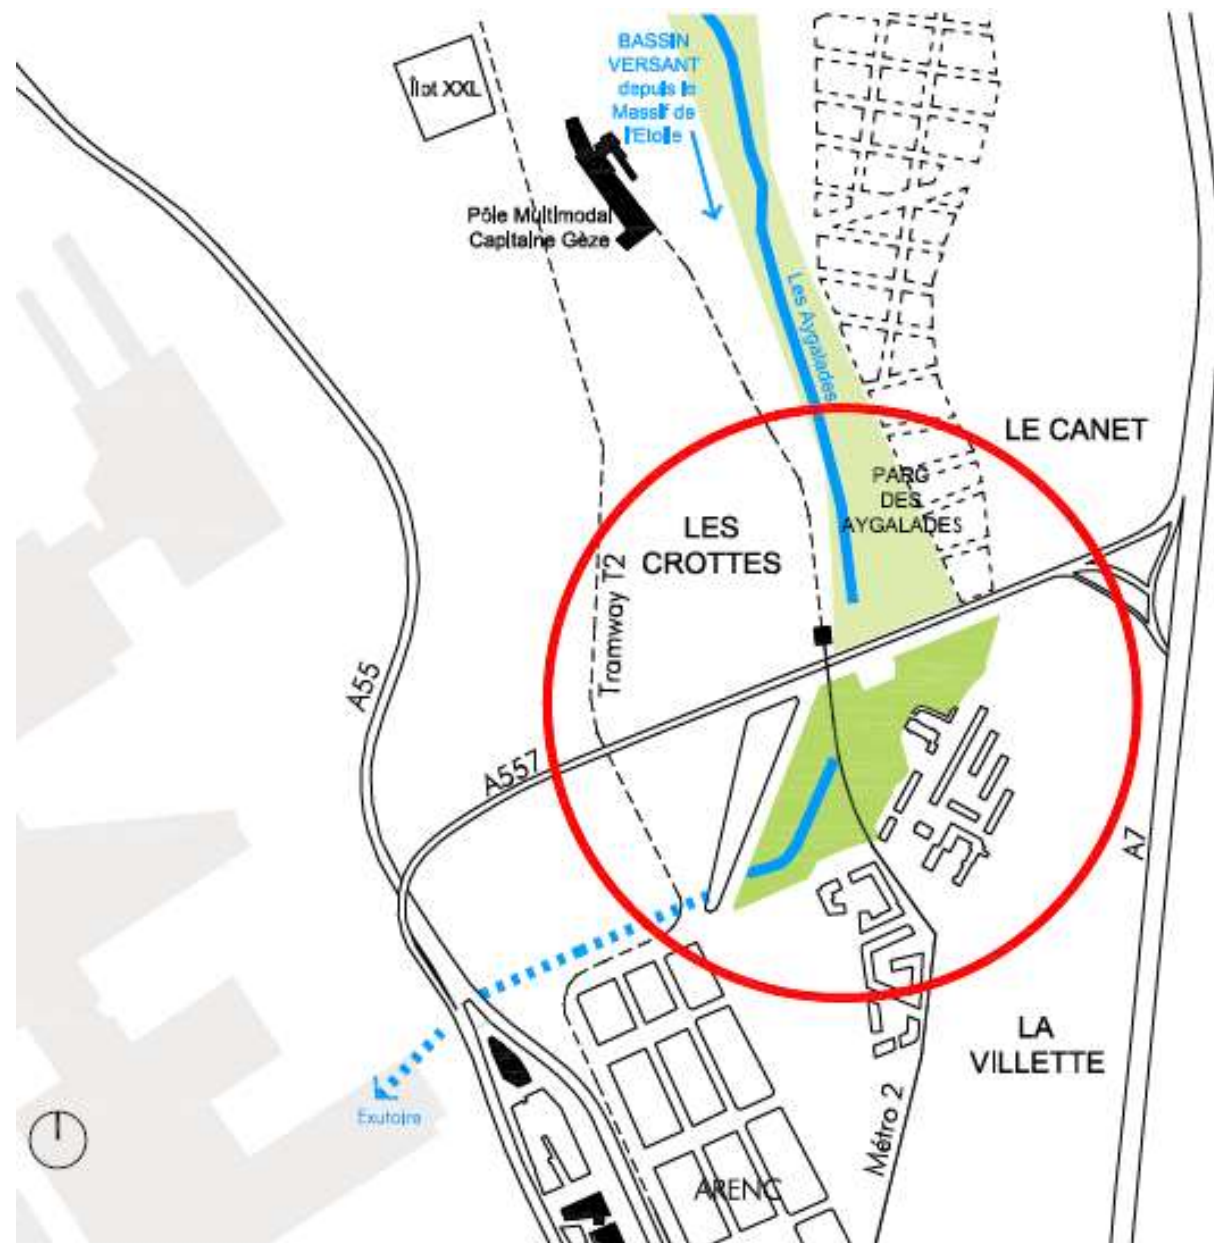 BASSIN
VERSANT
depuis le
Massif de
l'Etoile
Îlot XXL
Pôle Multimodal
Capitaine Gèze
Les Aygalades
LE CANET
PARC
DES
AYGALADES
LES
CROTTES
Tramway T2
A55
A557
A7
LA
VILLETTE
Exutoire
Métro 2
ARENC